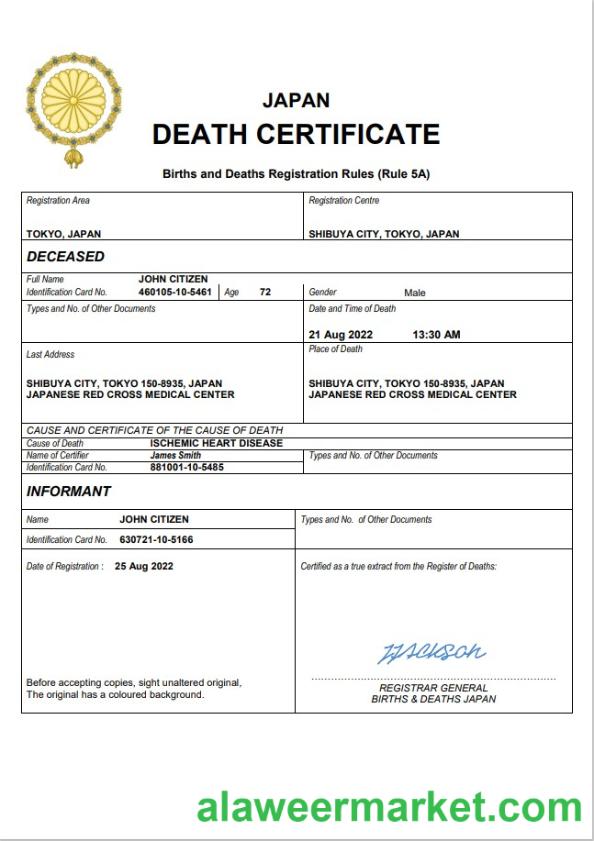 JAPAN
DEATH CERTIFICATE
Births and Deaths Registration Rules (Rule 5A)
Registration Area
Registration Centre
TOKYO, JAPAN
SHIBUYA CITY, TOKYO, JAPAN
DECEASED
Full Name JOHN CITIZEN
Identification Card No. 460105-10-5461 Age 72 Gender Male
Types and No. of Other Documents
Date and Time of Death
21 Aug 2022 13:30 AM
Last Address
Place of Death
SHIBUYA CITY, TOKYO 150-8935, JAPAN
JAPANESE RED CROSS MEDICAL CENTER
SHIBUYA CITY, TOKYO 150-8935, JAPAN
JAPANESE RED CROSS MEDICAL CENTER
CAUSE AND CERTIFICATE OF THE CAUSE OF DEATH
Cause of Death ISCHEMIC HEART DISEASE
Name of Certifier James Smith
Types and No. of Other Documents
Identification Card No. 881001-10-5485
INFORMANT
Name JOHN CITIZEN
Types and No. of Other Documents
Identification Card No. 630721-10-5166
Date of Registration : 25 Aug 2022
Certified as a true extract from the Register of Deaths:
JJACKSON
Before accepting copies, sight unaltered original,
The original has a coloured background.
REGISTRAR GENERAL
BIRTHS & DEATHS JAPAN
alaweermarket.com